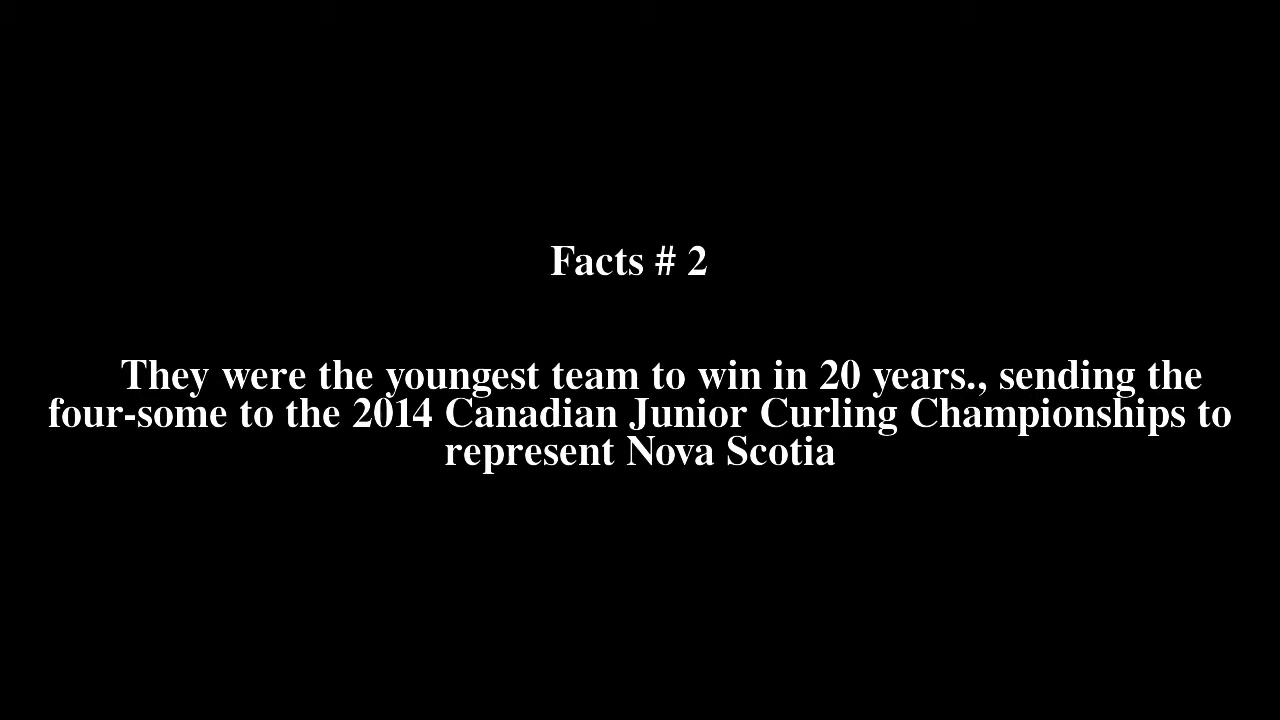 Facts # 2
They were the youngest team to win in 20 years., sending the
four-some to the 2014 Canadian Junior Curling Championships to
represent Nova Scotia